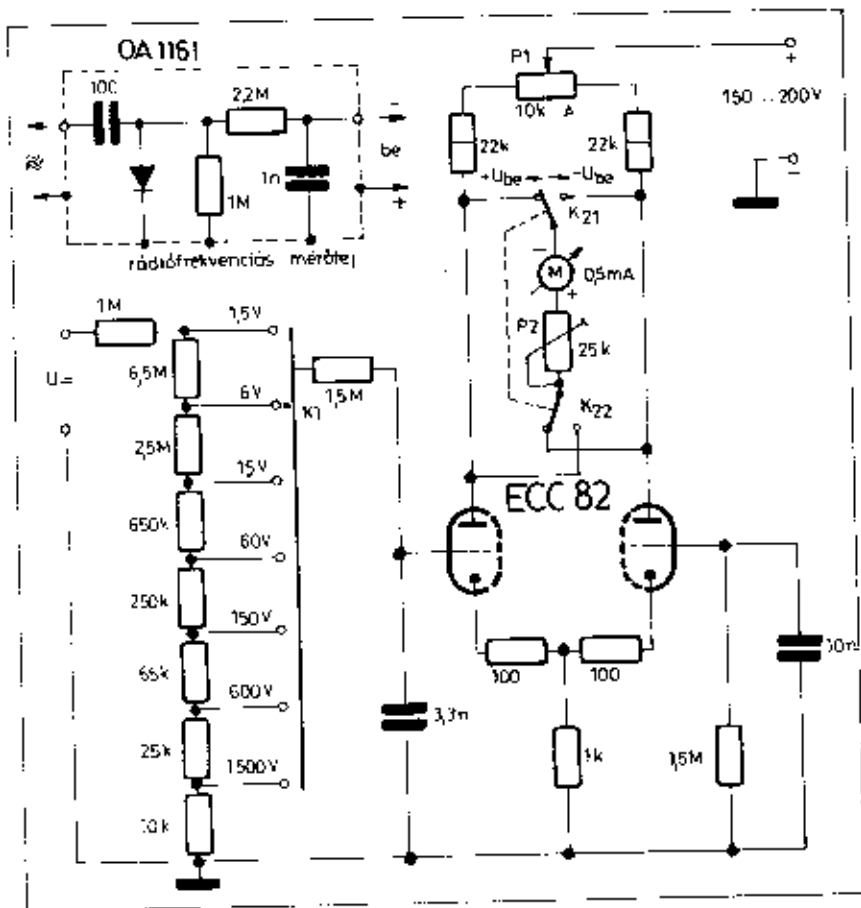 OA 1161
100
2,2M
1M
1n
be
-
+
rádiófrekvenciás mérőfej
P1
10k A
+
150 .. 200V
-
22k
22k
+Ube
-Ube
K21
-
M
0,5mA
+
P2
25k
K22
1M
U=
1,5V
6,5M
6V
K1
1,5M
2,5M
15V
650k
60V
250k
150V
65k
600V
25k
1500V
10k
ECC 82
100
100
3,3n
1k
1,5M